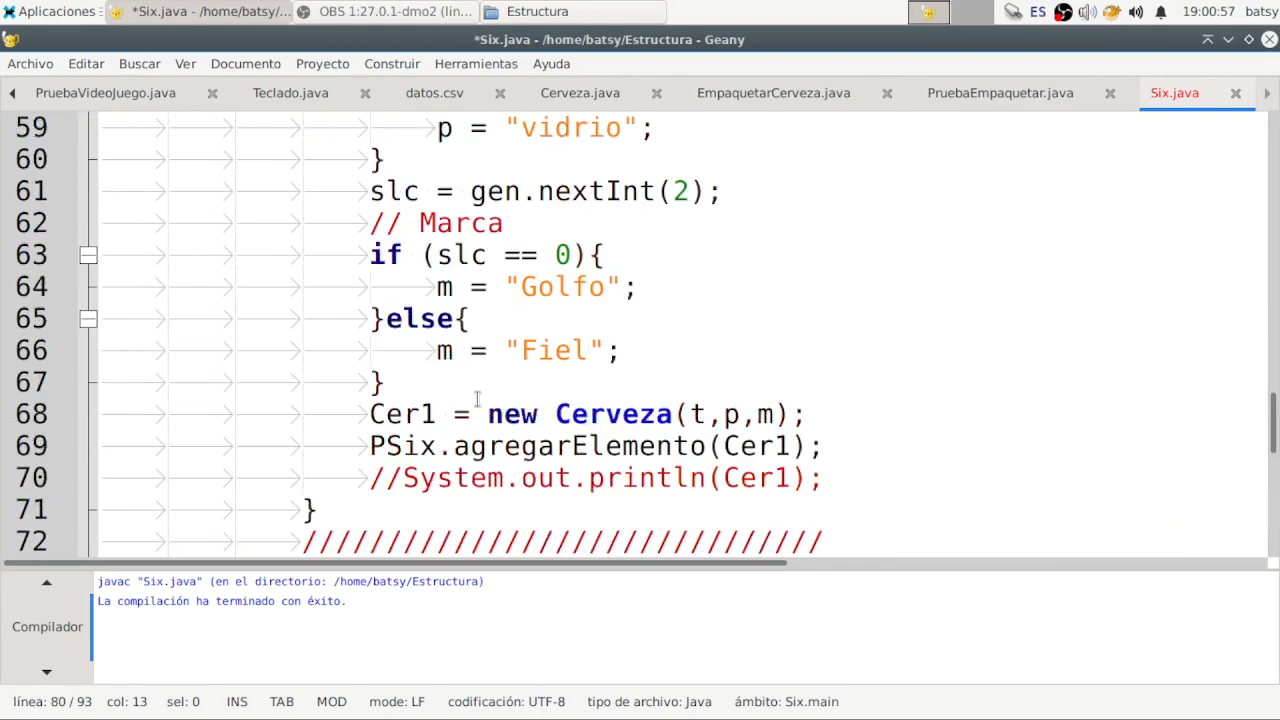 Aplicaciones
*Six.java - /home/batsy/...
OBS 1:27.0.1-dmo2 (lin...
Estructura
ES
19:00:57
batsy
*Six.java - /home/batsy/Estructura - Geany
Archivo Editar Buscar Ver Documento Proyecto Construir Herramientas Ayuda
PruebaVideoJuego.java Teclado.java datos.csv Cerveza.java EmpaquetarCerveza.java PruebaEmpaquetar.java Six.java
59 p = "vidrio";
60 }
61 slc = gen.nextInt(2);
62 // Marca
63 if (slc == 0){
64 m = "Golfo";
65 }else{
66 m = "Fiel";
67 }
68 Cer1 = new Cerveza(t,p,m);
69 PSix.agregarElemento(Cer1);
70 //System.out.println(Cer1);
71 }
72 ///////////////////////////////
javac "Six.java" (en el directorio: /home/batsy/Estructura)
La compilación ha terminado con éxito.
Compilador
línea: 80 / 93 col: 13 sel: 0 INS TAB MOD mode: LF codificación: UTF-8 tipo de archivo: Java ámbito: Six.main